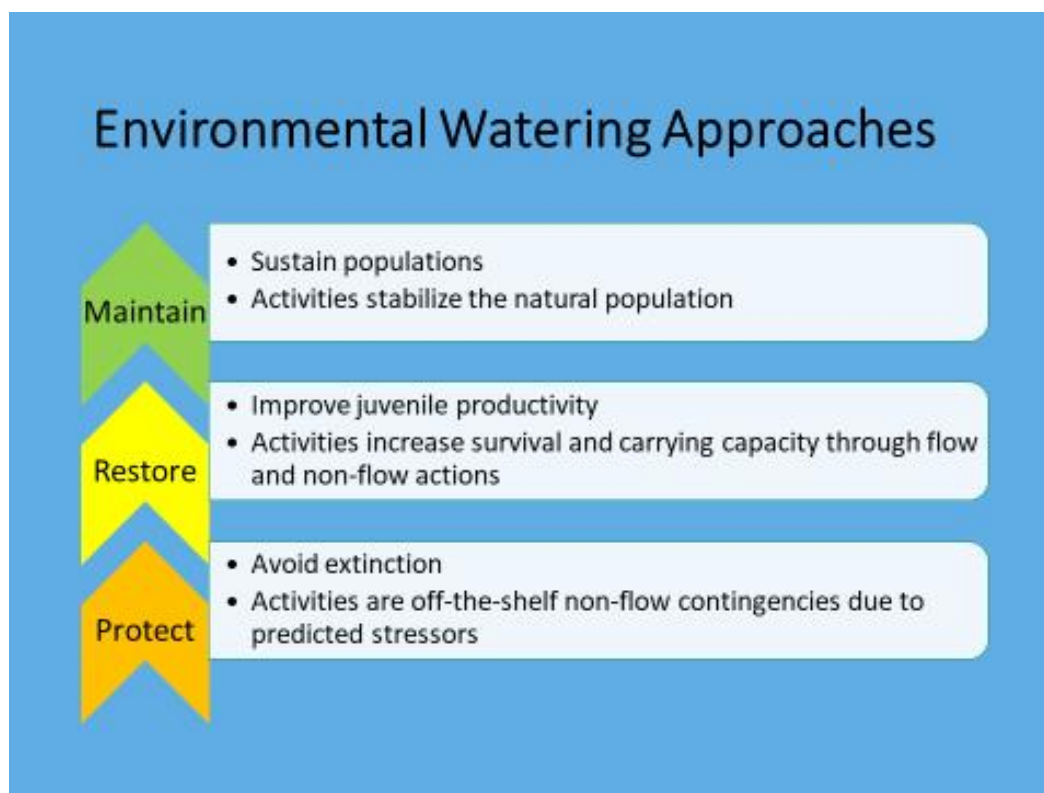 Environmental Watering Approaches
Maintain
• Sustain populations
• Activities stabilize the natural population
Restore
• Improve juvenile productivity
• Activities increase survival and carrying capacity through flow
and non-flow actions
Protect
• Avoid extinction
• Activities are off-the-shelf non-flow contingencies due to
predicted stressors